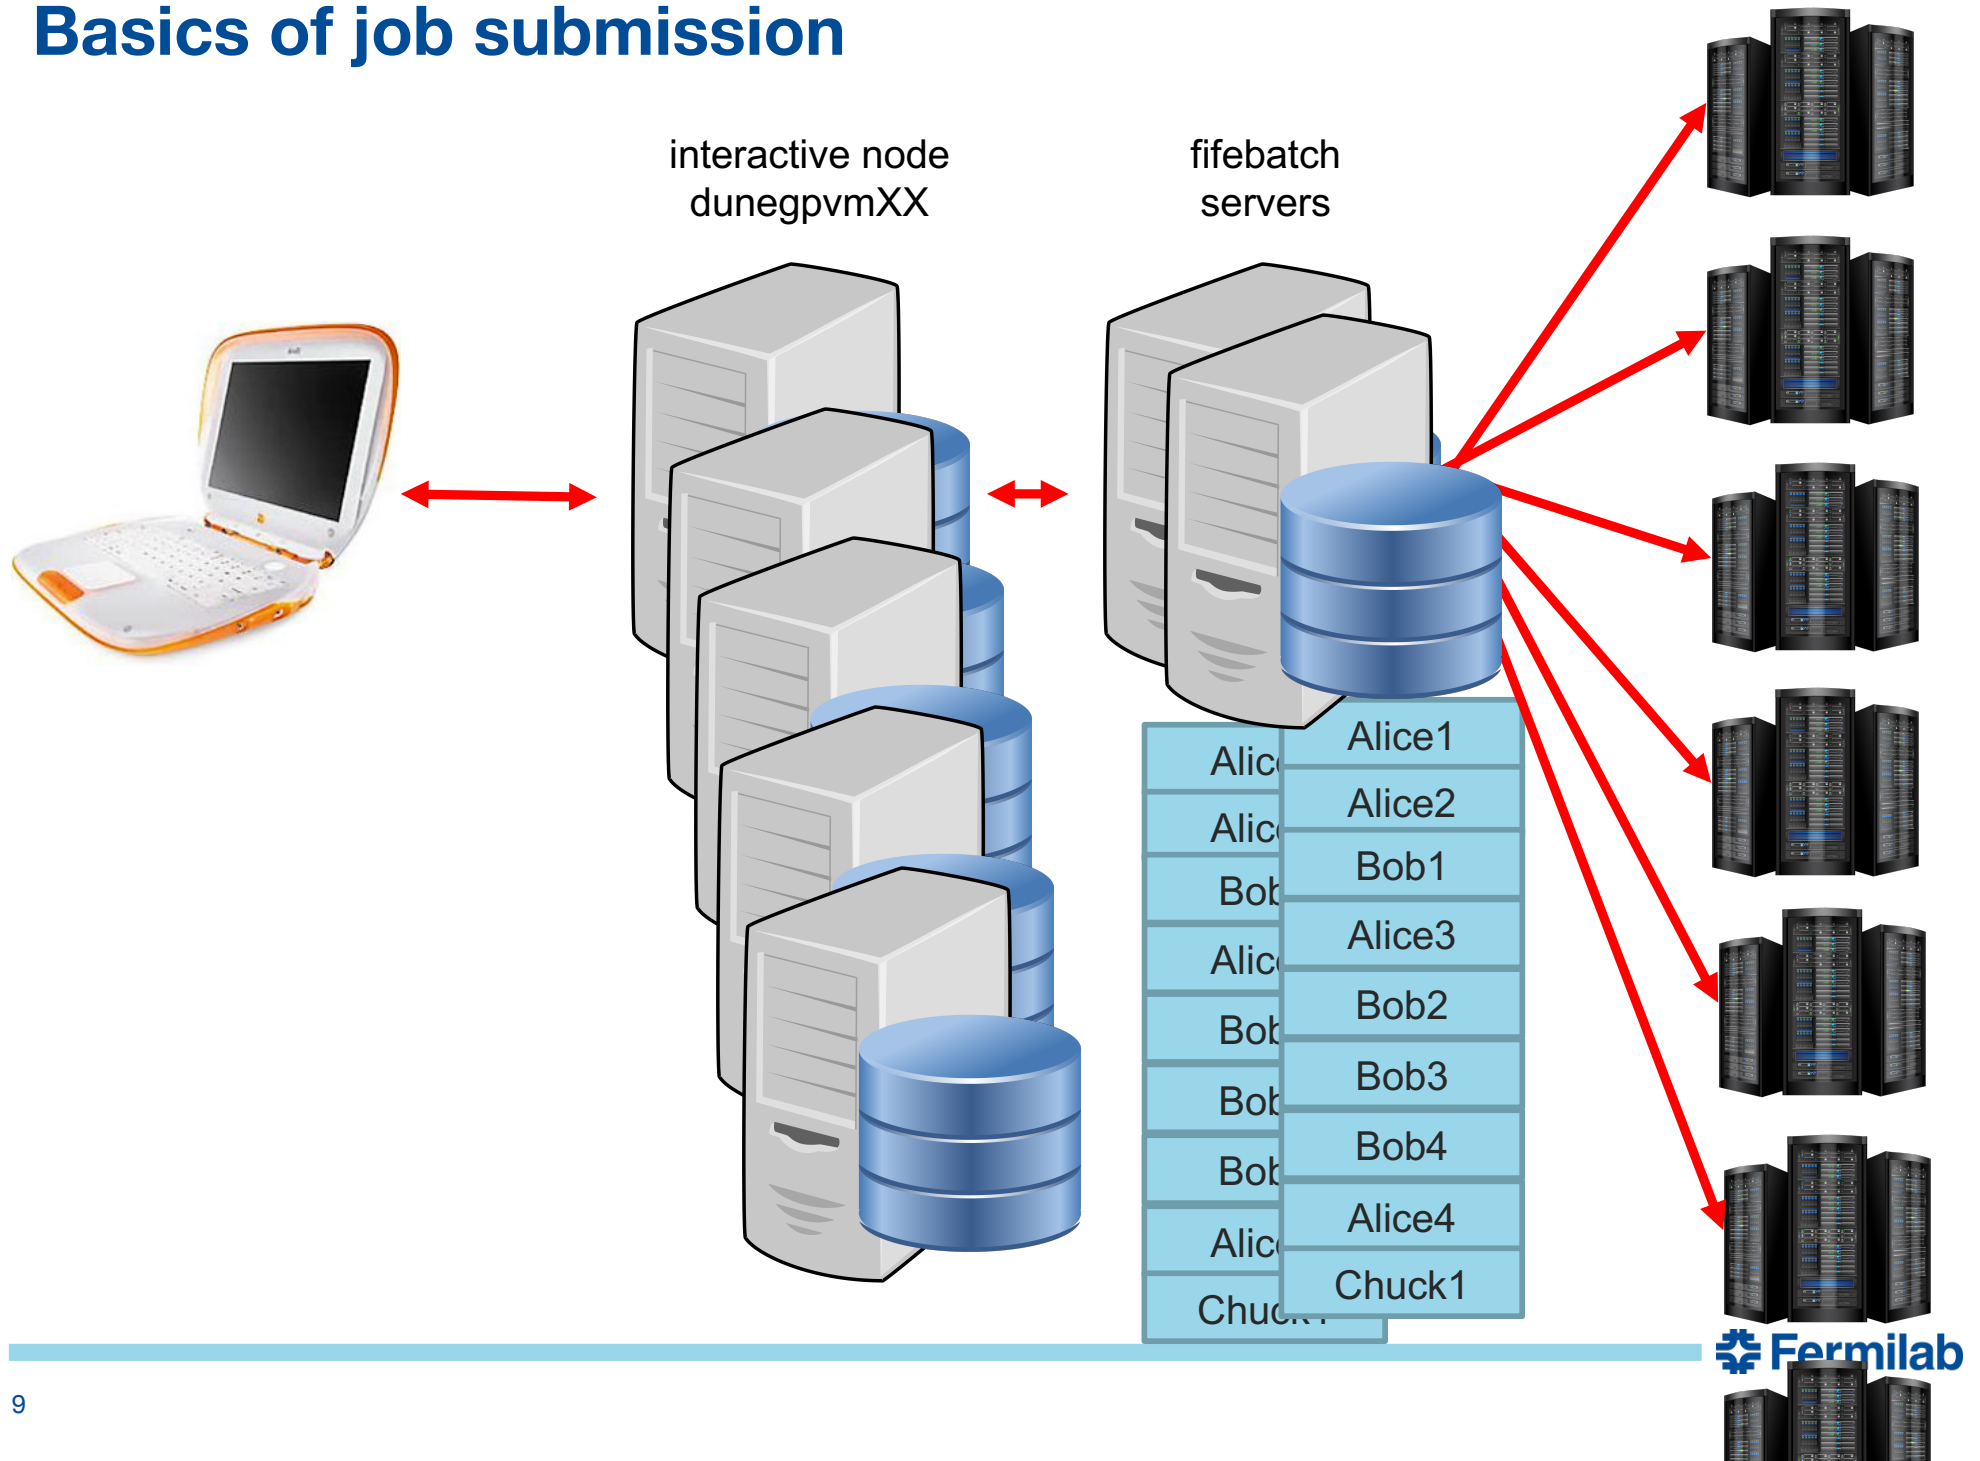 Basics of job submission
interactive node
dunegpvmXX
fifebatch
servers
Alice1
Alice2
Bob1
Alice3
Bob2
Bob3
Bob4
Alice4
Chuck1
Fermilab
9